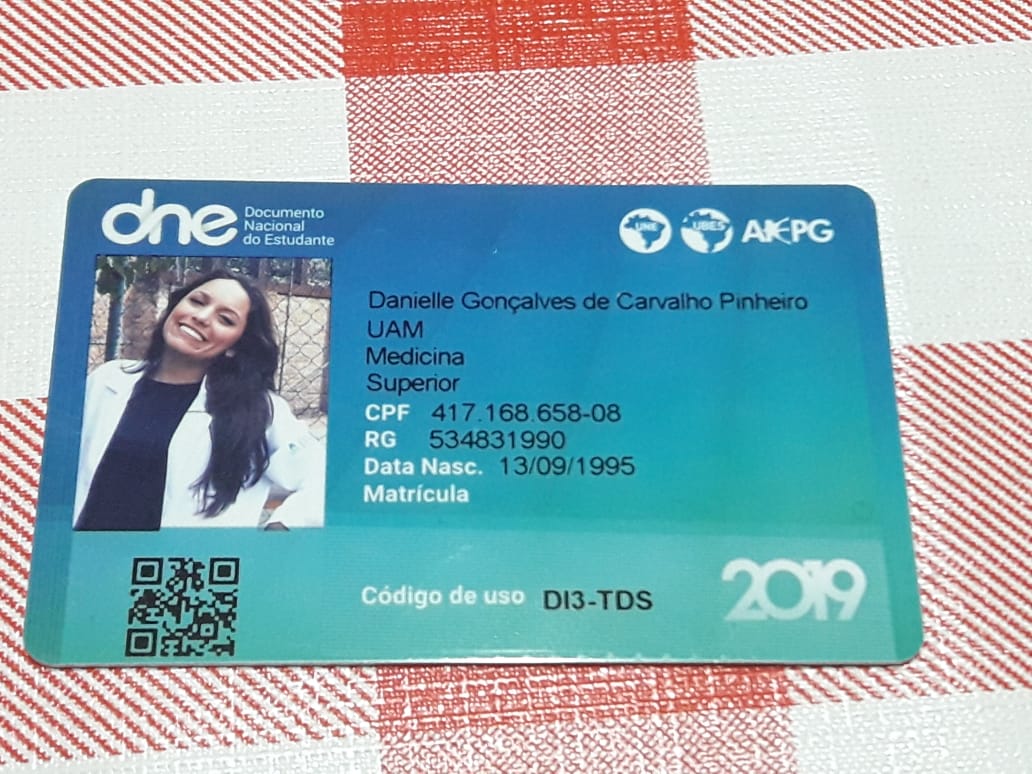 dne Documento
Nacional
do Estudante
UNE UBES ANPG
Danielle Gonçalves de Carvalho Pinheiro
UAM
Medicina
Superior
CPF 417.168.658-08
RG 534831990
Data Nasc. 13/09/1995
Matrícula
Código de uso DI3-TDS
2019